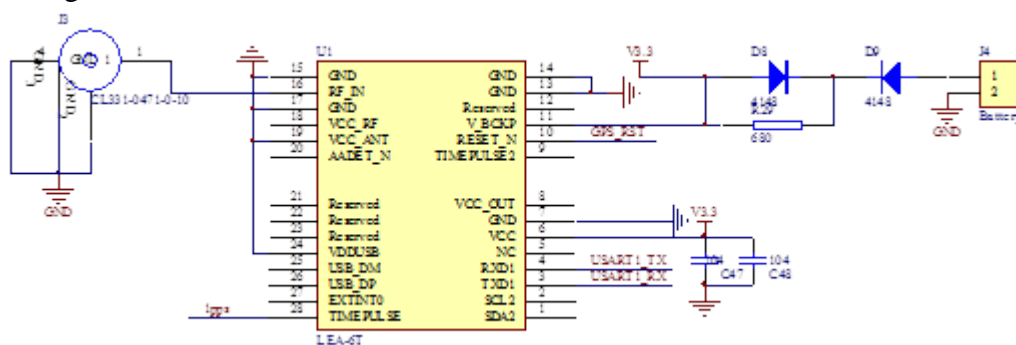 J3
1
GND 1
GND
GND
CL331-0471-0-10
GND
U1
15 GND
16 RF_IN
17 GND
18 VCC_RF
19 VCC_ANT
20 AADET_N
21 Reserved
22 Reserved
23 Reserved
24 VDDUSB
25 USB_DM
26 USB_DP
27 EXTINT0
1pps 28 TIMEPULSE
GND 14
GND 13
Reserved 12
V_BCKP 11
RESET_N 10 GPS_RST
TIMEPULSE2 9
VCC_OUT 8
GND 7
VCC 6
NC 5
RXD1 4 USART1_TX
TXD1 3 USART1_RX
SCL2 2
SDA2 1
LEA-6T
V3.3
D8
4148
680
D9
4148
J4
1
2
Battery
GND
V3.3
C47
104
C48